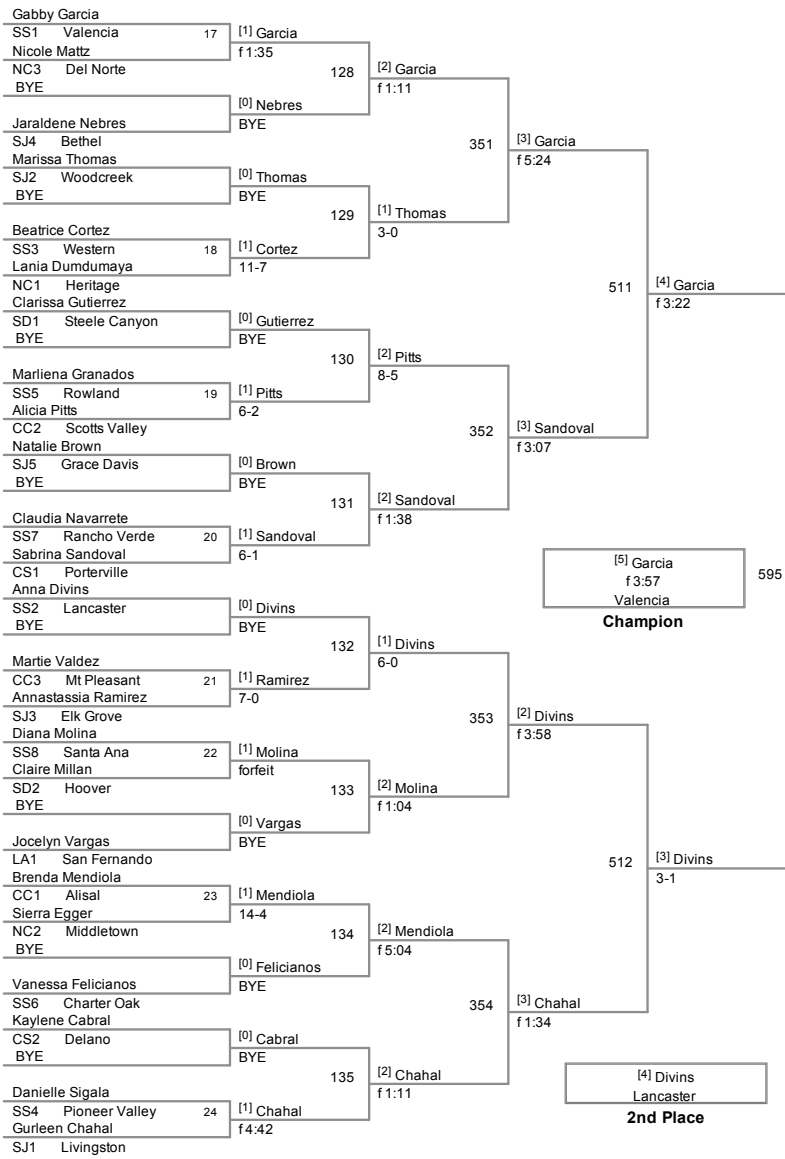 Gabby Garcia
SS1 Valencia 17
[1] Garcia
Nicole Mattz
f 1:35
NC3 Del Norte
128
[2] Garcia
BYE
f 1:11
[0] Nebres
Jaraldene Nebres
BYE
351
[3] Garcia
SJ4 Bethel
f 5:24
Marissa Thomas
SJ2 Woodcreek
[0] Thomas
BYE
BYE
129
[1] Thomas
Beatrice Cortez
3-0
SS3 Western 18
[1] Cortez
Lania Dumdumaya
11-7
NC1 Heritage
511
[4] Garcia
Clarissa Gutierrez
f 3:22
SD1 Steele Canyon
[0] Gutierrez
BYE
BYE
130
[2] Pitts
Marliena Granados
8-5
SS5 Rowland 19
[1] Pitts
Alicia Pitts
6-2
CC2 Scotts Valley
352
[3] Sandoval
Natalie Brown
f 3:07
SJ5 Grace Davis
[0] Brown
BYE
BYE
131
[2] Sandoval
Claudia Navarrete
f 1:38
SS7 Rancho Verde 20
[1] Sandoval
Sabrina Sandoval
6-1
CS1 Porterville
[5] Garcia
f 3:57
595
Valencia
Champion
Anna Divins
SS2 Lancaster
[0] Divins
BYE
BYE
132
[1] Divins
Martie Valdez
6-0
CC3 Mt Pleasant 21
[1] Ramirez
Annastassia Ramirez
7-0
SJ3 Elk Grove
353
[2] Divins
Diana Molina
f 3:58
SS8 Santa Ana 22
[1] Molina
Claire Millan
forfeit
SD2 Hoover
133
[2] Molina
BYE
f 1:04
[0] Vargas
Jocelyn Vargas
BYE
LA1 San Fernando
512
[3] Divins
Brenda Mendiola
3-1
CC1 Alisal 23
[1] Mendiola
Sierra Egger
14-4
NC2 Middletown
134
[2] Mendiola
BYE
f 5:04
[0] Felicianos
Vanessa Felicianos
BYE
SS6 Charter Oak
354
[3] Chahal
Kaylene Cabral
f 1:34
CS2 Delano
[0] Cabral
BYE
BYE
135
[2] Chahal
Danielle Sigala
f 1:11
SS4 Pioneer Valley 24
[1] Chahal
Gurleen Chahal
f 4:42
SJ1 Livingston
[4] Divins
Lancaster
2nd Place